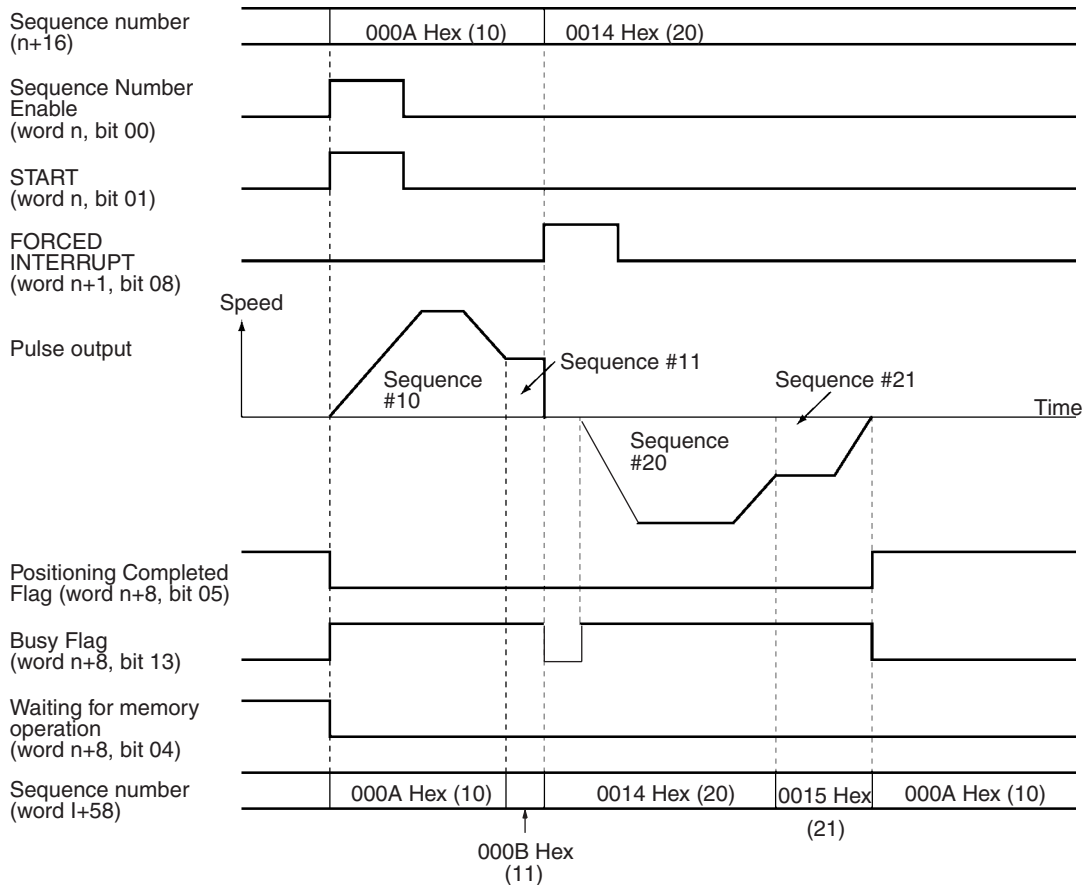 Sequence number
(n+16)
000A Hex (10)
0014 Hex (20)
Sequence Number
Enable
(word n, bit 00)
START
(word n, bit 01)
FORCED
INTERRUPT
(word n+1, bit 08)
Speed
Pulse output
Sequence #11
Sequence #21
Sequence
#10
Time
Sequence
#20
Positioning Completed
Flag (word n+8, bit 05)
Busy Flag
(word n+8, bit 13)
Waiting for memory
operation
(word n+8, bit 04)
Sequence number
(word I+58)
000A Hex (10)
0014 Hex (20)
0015 Hex
(21)
000A Hex (10)
000B Hex
(11)